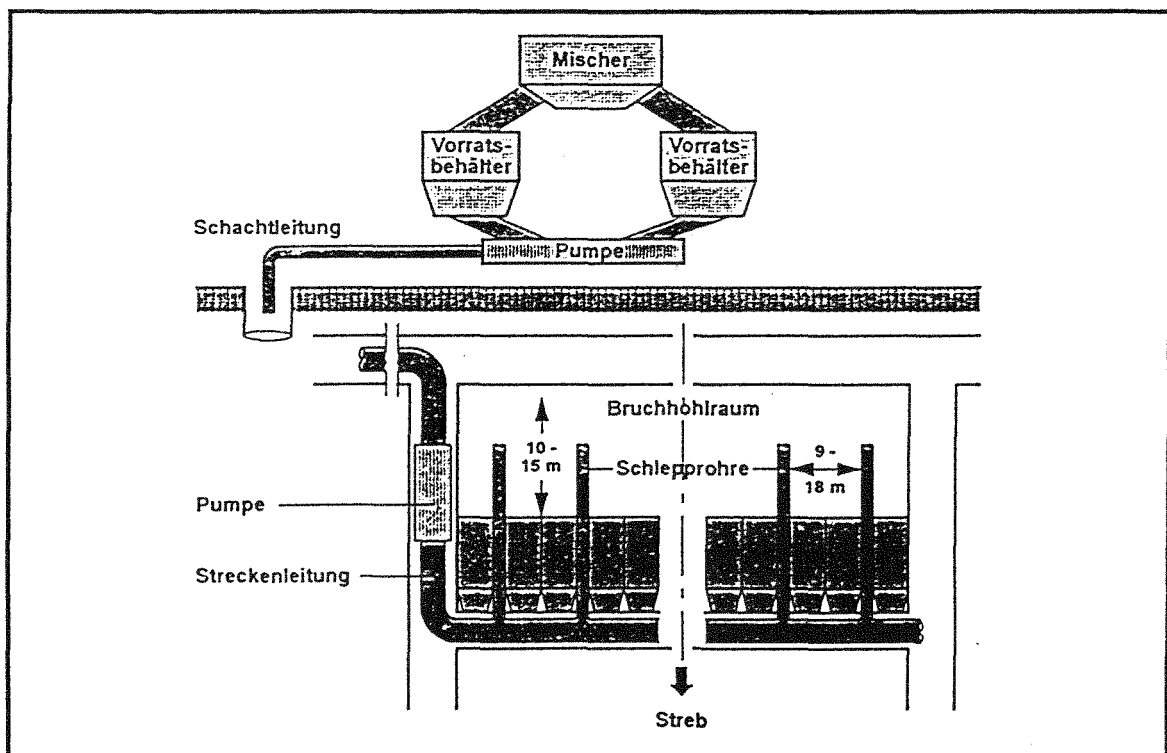 Mischer
Vorrats-
behälter
Vorrats-
behälter
Schachtleitung
Pumpe
Bruchhohlraum
10 -
15 m
Schlepprohre
9 -
18 m
Pumpe
Streckenleitung
Streb